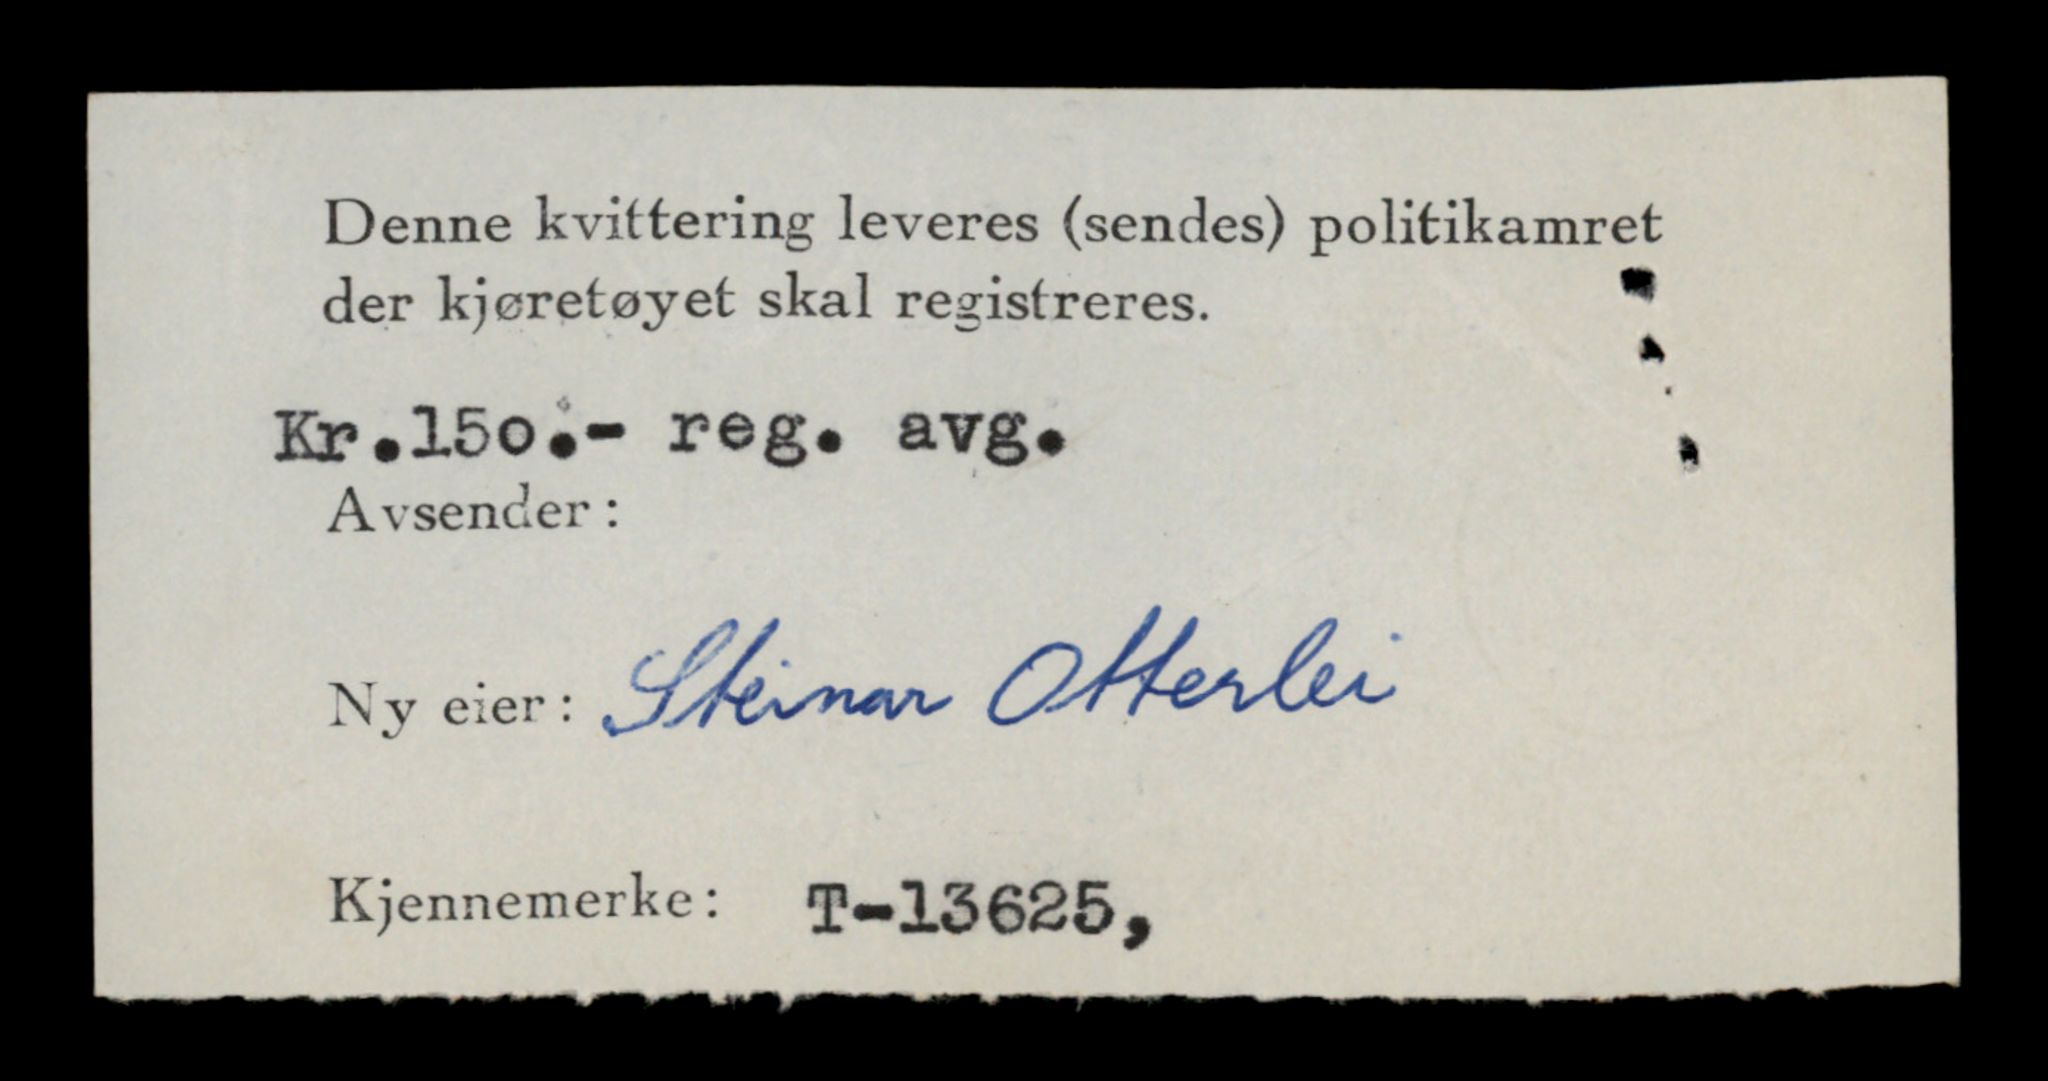 Denne kvittering leveres (sendes) politikamret
der kjøretøyet skal registreres.
Kr.15o.- reg. avg.
Avsender:
Ny eier: Steinar Otterlei
Kjennemerke: T-13625,